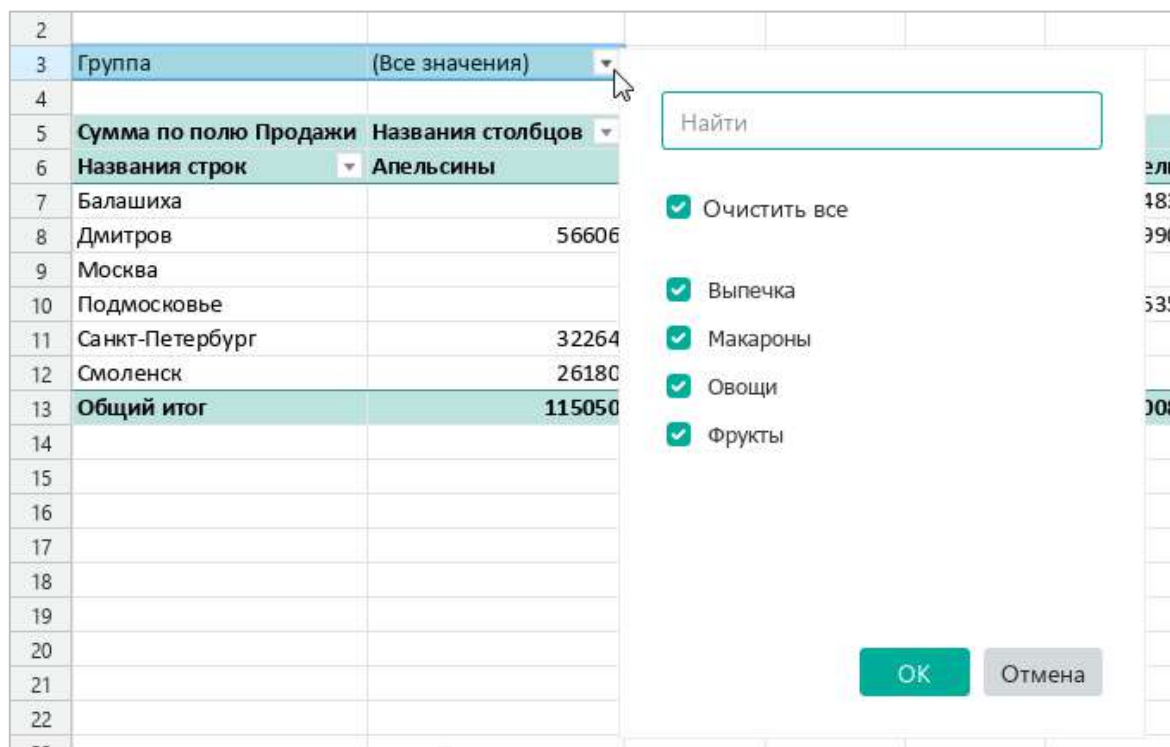 2
3 Группа (Все значения)
4
Найти
5 Сумма по полю Продажи Названия столбцов
6 Названия строк Апельсины
7 Балашиха
Очистить все
8 Дмитров 56606
9 Москва
Выпечка
10 Подмосковье
11 Санкт-Петербург 32264
Макароны
12 Смоленск 26180
Овощи
13 Общий итог 115050
Фрукты
14
15
16
17
18
19
20
21
OK Отмена
22